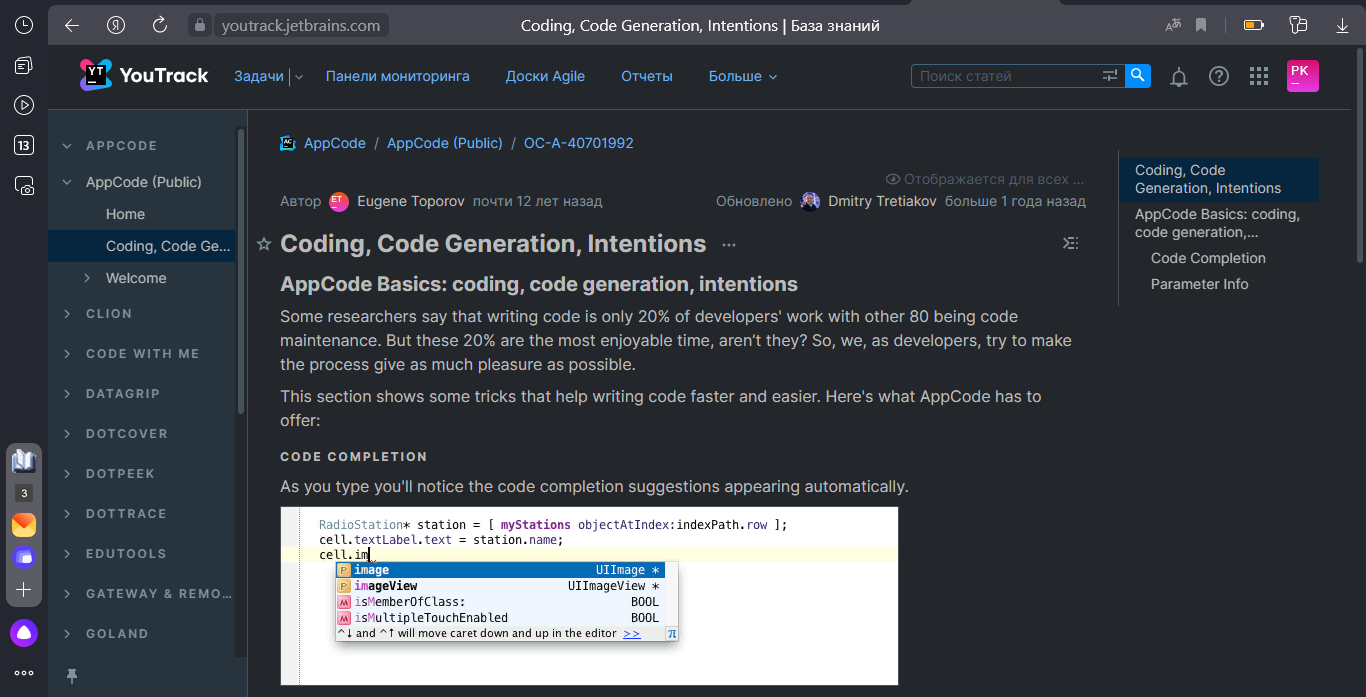 youtrack.jetbrains.com
Coding, Code Generation, Intentions | База знаний
13
3
YT
YouTrack
Задачи
Панели мониторинга
Доски Agile
Отчеты
Больше
Поиск статей
PK
APPCODE
AppCode (Public)
Home
Coding, Code Ge...
Welcome
CLION
CODE WITH ME
DATAGRIP
DOTCOVER
DOTPEEK
DOTTRACE
EDUTOOLS
GATEWAY & REMO...
GOLAND
AC AppCode / AppCode (Public) / OC-A-40701992
Отображается для всех ...
Автор ET Eugene Toporov почти 12 лет назад
Обновлено Dmitry Tretiakov больше 1 года назад
Coding, Code Generation, Intentions ...
AppCode Basics: coding, code generation, intentions
Some researchers say that writing code is only 20% of developers' work with other 80 being code
maintenance. But these 20% are the most enjoyable time, aren’t they? So, we, as developers, try to make
the process give as much pleasure as possible.
This section shows some tricks that help writing code faster and easier. Here's what AppCode has to
offer:
CODE COMPLETION
As you type you'll notice the code completion suggestions appearing automatically.
RadioStation* station = [ myStations objectAtIndex:indexPath.row ];
cell.textLabel.text = station.name;
cell.im
P image UIImage *
P imageView UIImageView *
M isMemberOfClass: BOOL
M isMultipleTouchEnabled BOOL
^↓ and ^↑ will move caret down and up in the editor >> π
Coding, Code
Generation, Intentions
AppCode Basics: coding,
code generation,...
Code Completion
Parameter Info